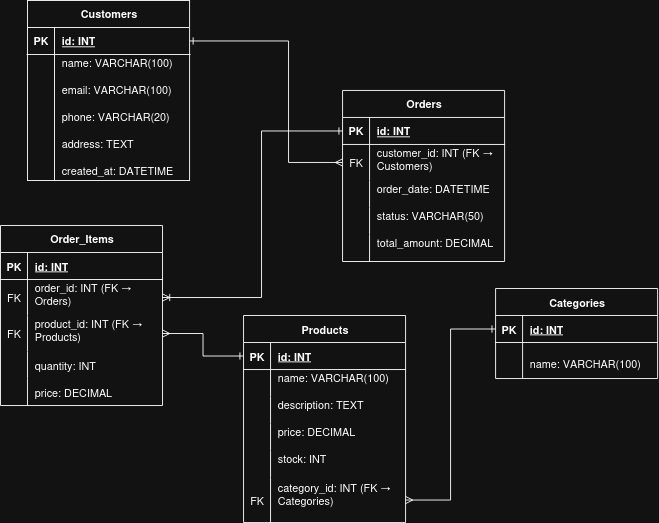 Customers
PK id: INT
name: VARCHAR(100)
email: VARCHAR(100)
phone: VARCHAR(20)
address: TEXT
created_at: DATETIME
Orders
PK id: INT
FK customer_id: INT (FK →
Customers)
order_date: DATETIME
status: VARCHAR(50)
total_amount: DECIMAL
Order_Items
PK id: INT
FK order_id: INT (FK →
Orders)
FK product_id: INT (FK →
Products)
quantity: INT
price: DECIMAL
Products
PK id: INT
name: VARCHAR(100)
description: TEXT
price: DECIMAL
stock: INT
FK category_id: INT (FK →
Categories)
Categories
PK id: INT
name: VARCHAR(100)